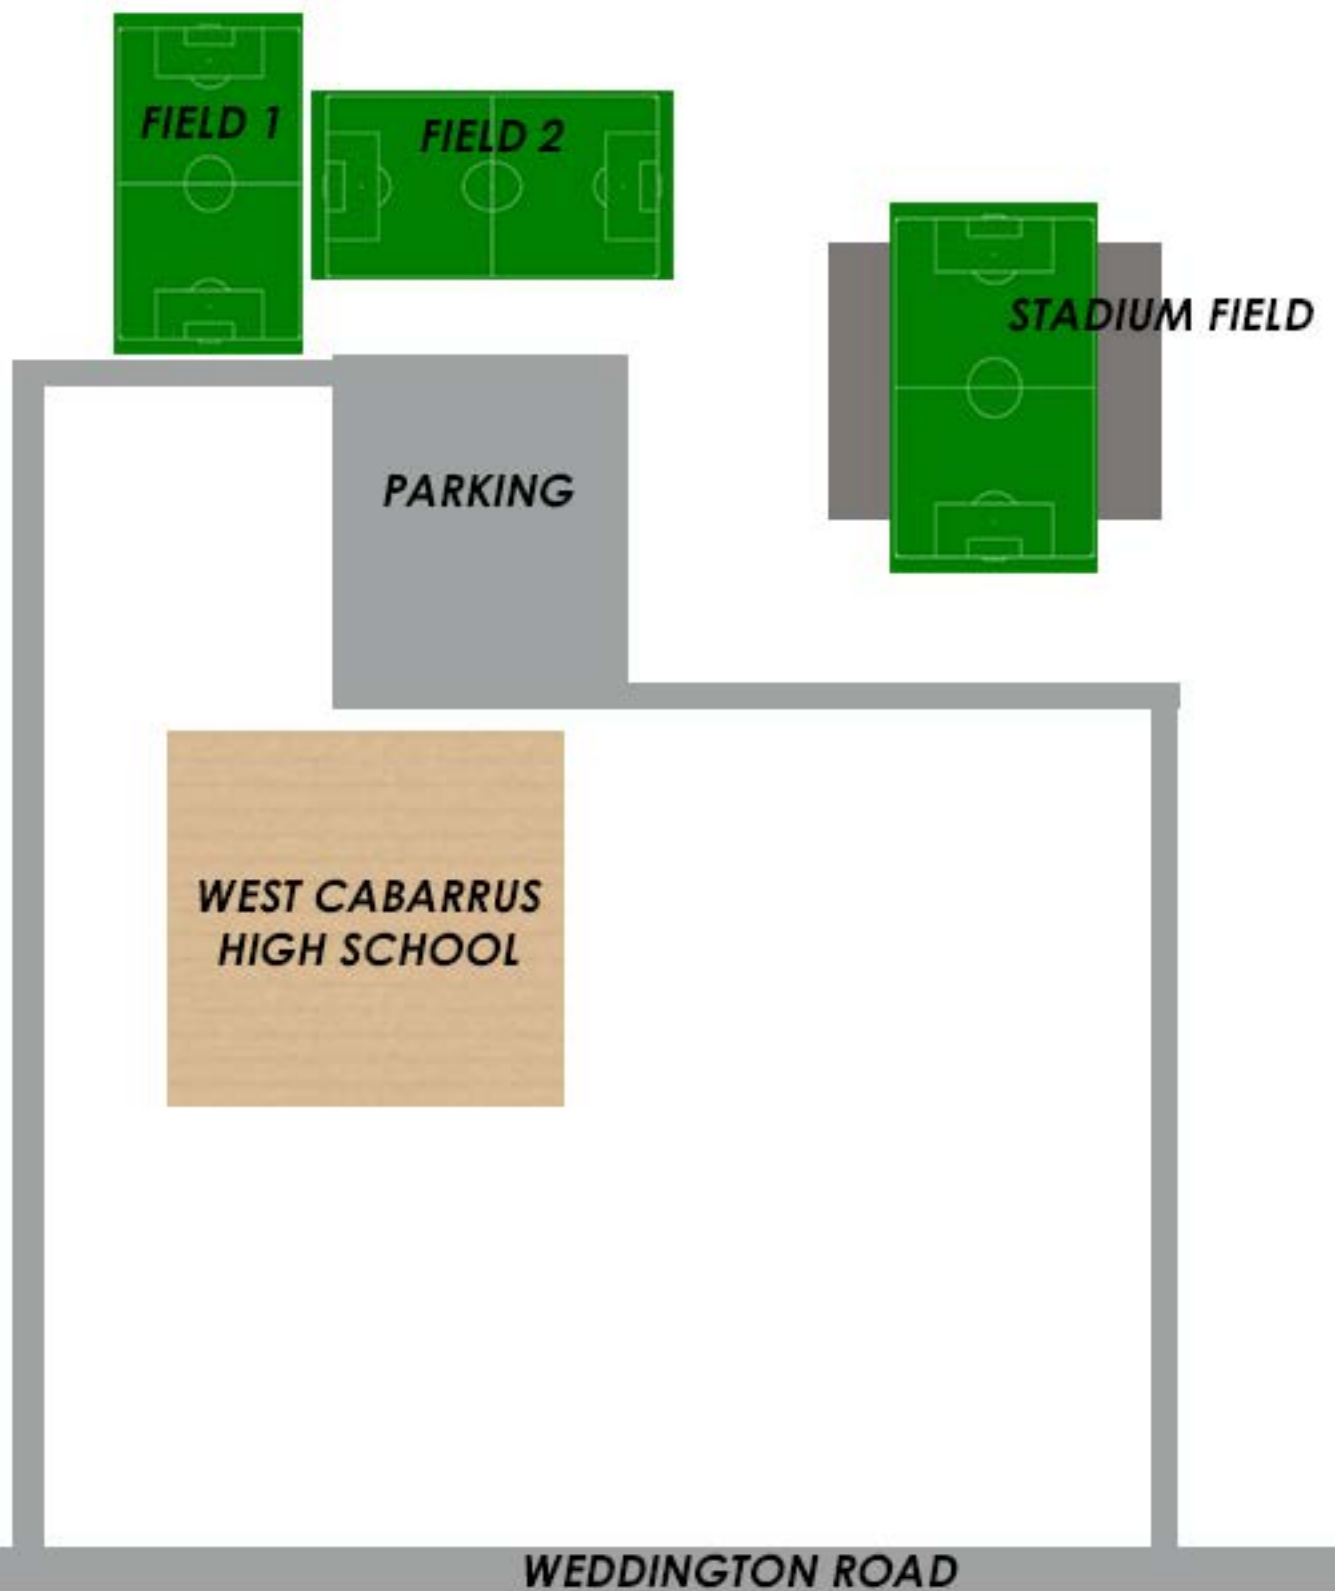 FIELD 1
FIELD 2
STADIUM FIELD
PARKING
WEST CABARRUS
HIGH SCHOOL
WEDDINGTON ROAD